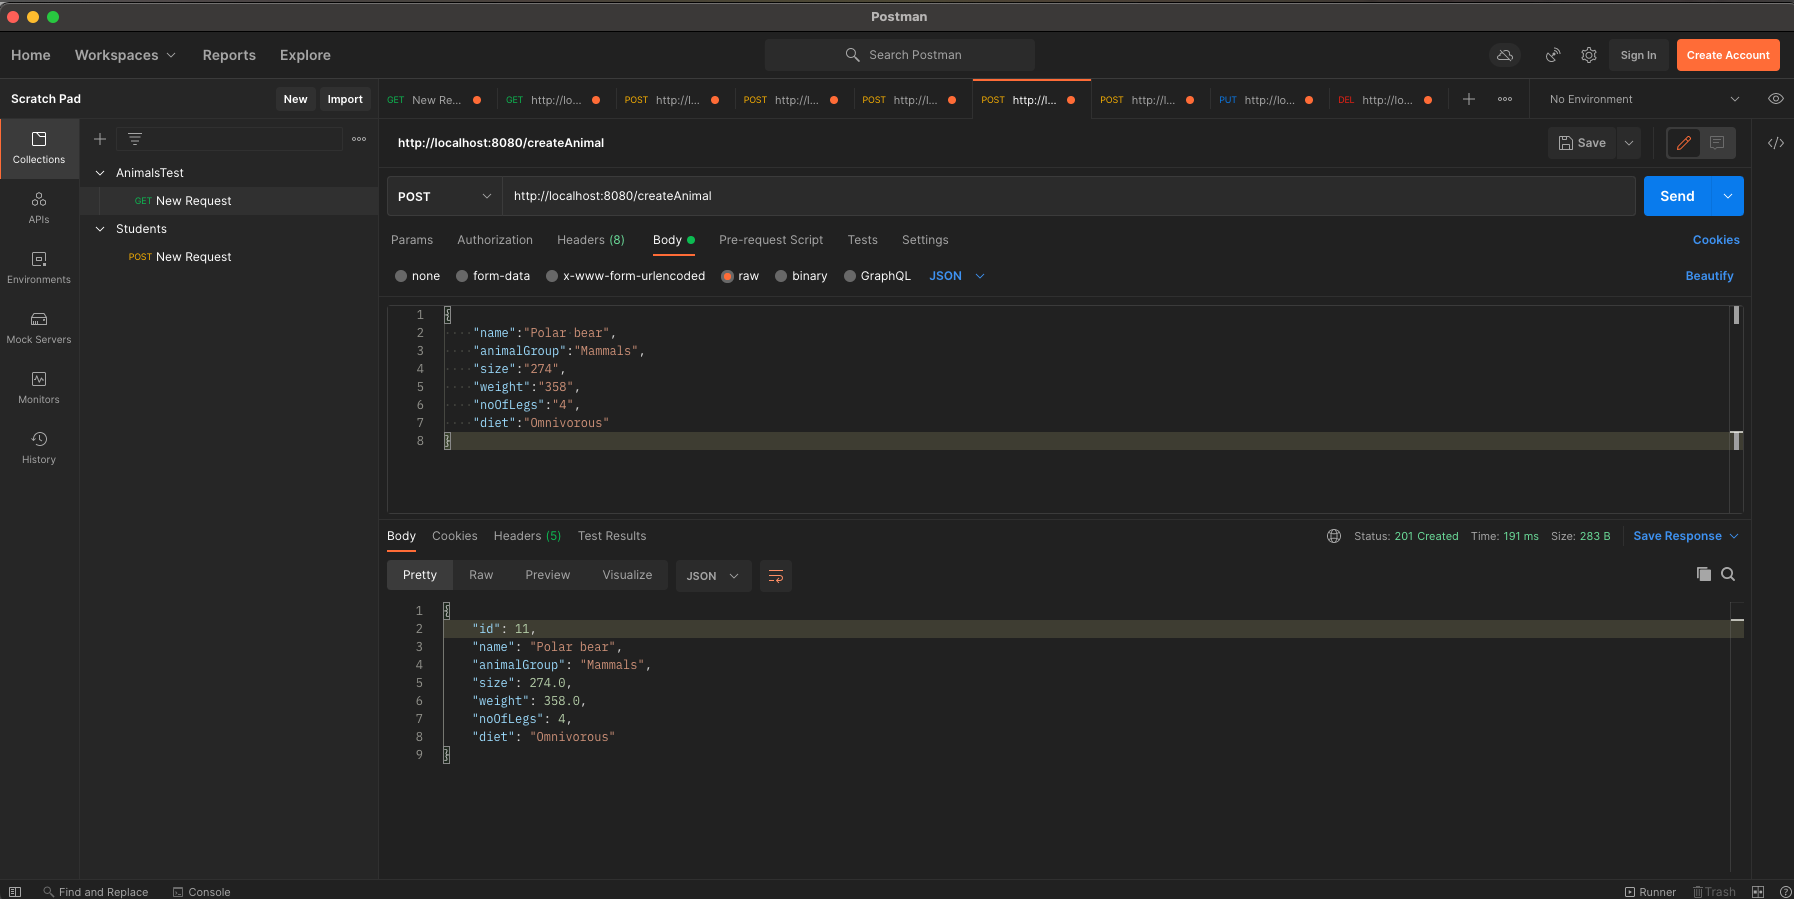 Postman
Home Workspaces Reports Explore Search Postman Sign In Create Account
Scratch Pad New Import GET New Re... GET http://lo... POST http://l... POST http://l... POST http://l... POST http://l... POST http://l... PUT http://lo... DEL http://lo... No Environment
Collections
APIs
Environments
Mock Servers
Monitors
History
AnimalsTest
GET New Request
Students
POST New Request
http://localhost:8080/createAnimal Save
POST http://localhost:8080/createAnimal Send
Params Authorization Headers (8) Body Pre-request Script Tests Settings Cookies
none form-data x-www-form-urlencoded raw binary GraphQL JSON Beautify
1 {
2 "name":"Polar bear",
3 "animalGroup":"Mammals",
4 "size":"274",
5 "weight":"358",
6 "noOfLegs":"4",
7 "diet":"Omnivorous"
8 }
Body Cookies Headers (5) Test Results Status: 201 Created Time: 191 ms Size: 283 B Save Response
Pretty Raw Preview Visualize JSON
1 {
2 "id": 11,
3 "name": "Polar bear",
4 "animalGroup": "Mammals",
5 "size": 274.0,
6 "weight": 358.0,
7 "noOfLegs": 4,
8 "diet": "Omnivorous"
9 }
Find and Replace Console Runner Trash